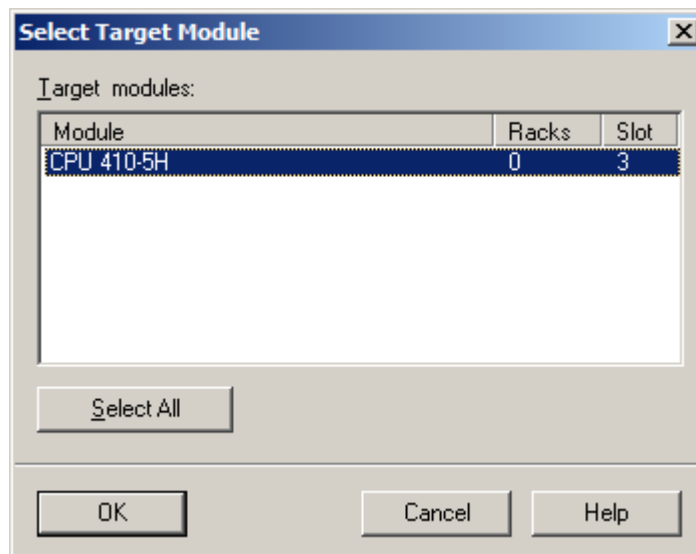 Select Target Module
Target modules:
Module Racks Slot
CPU 410-5H 0 3
Select All
OK Cancel Help